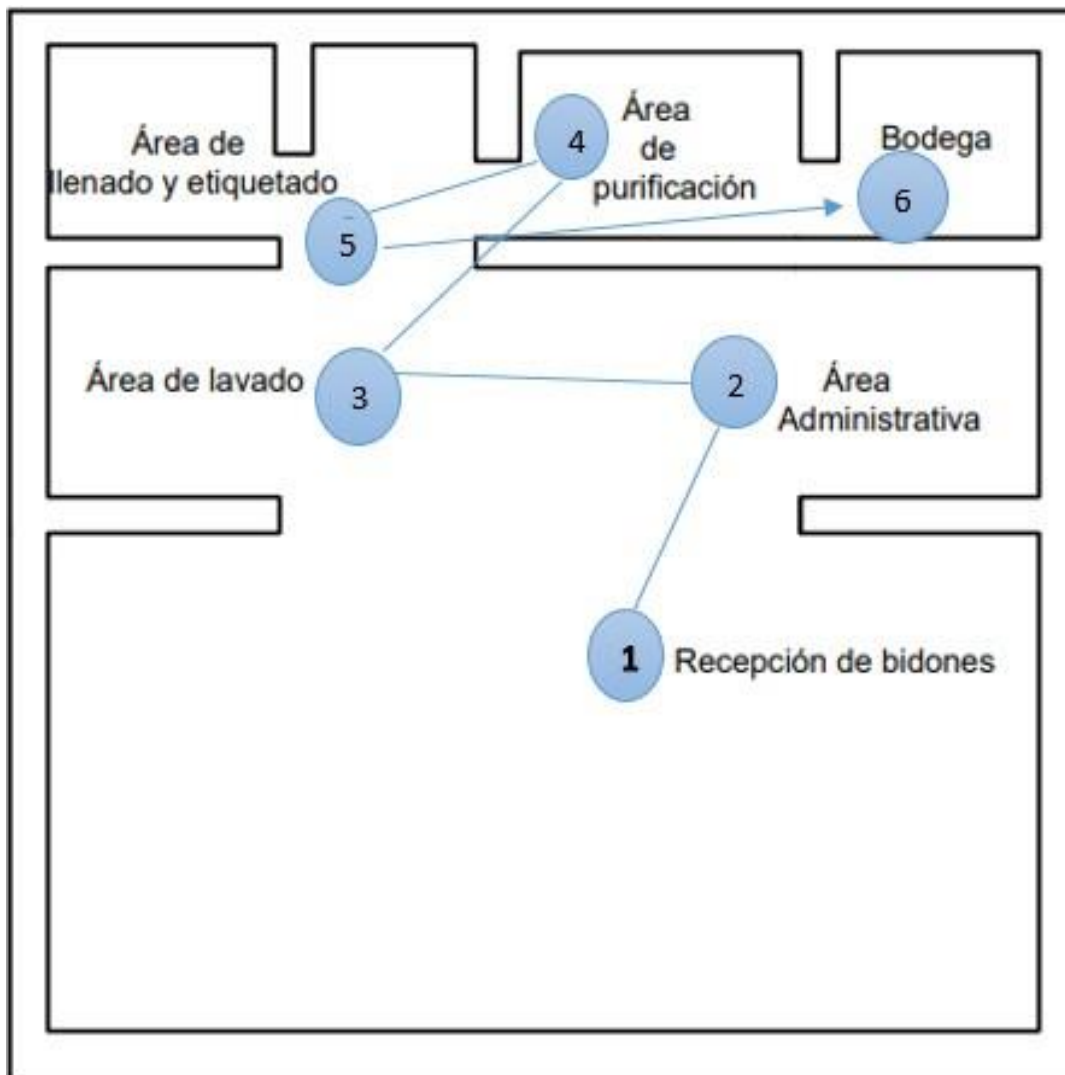 Área de
llenado y etiquetado
5
4
Área
de
purificación
Bodega
6
Área de lavado
3
2
Área
Administrativa
1
Recepción de bidones